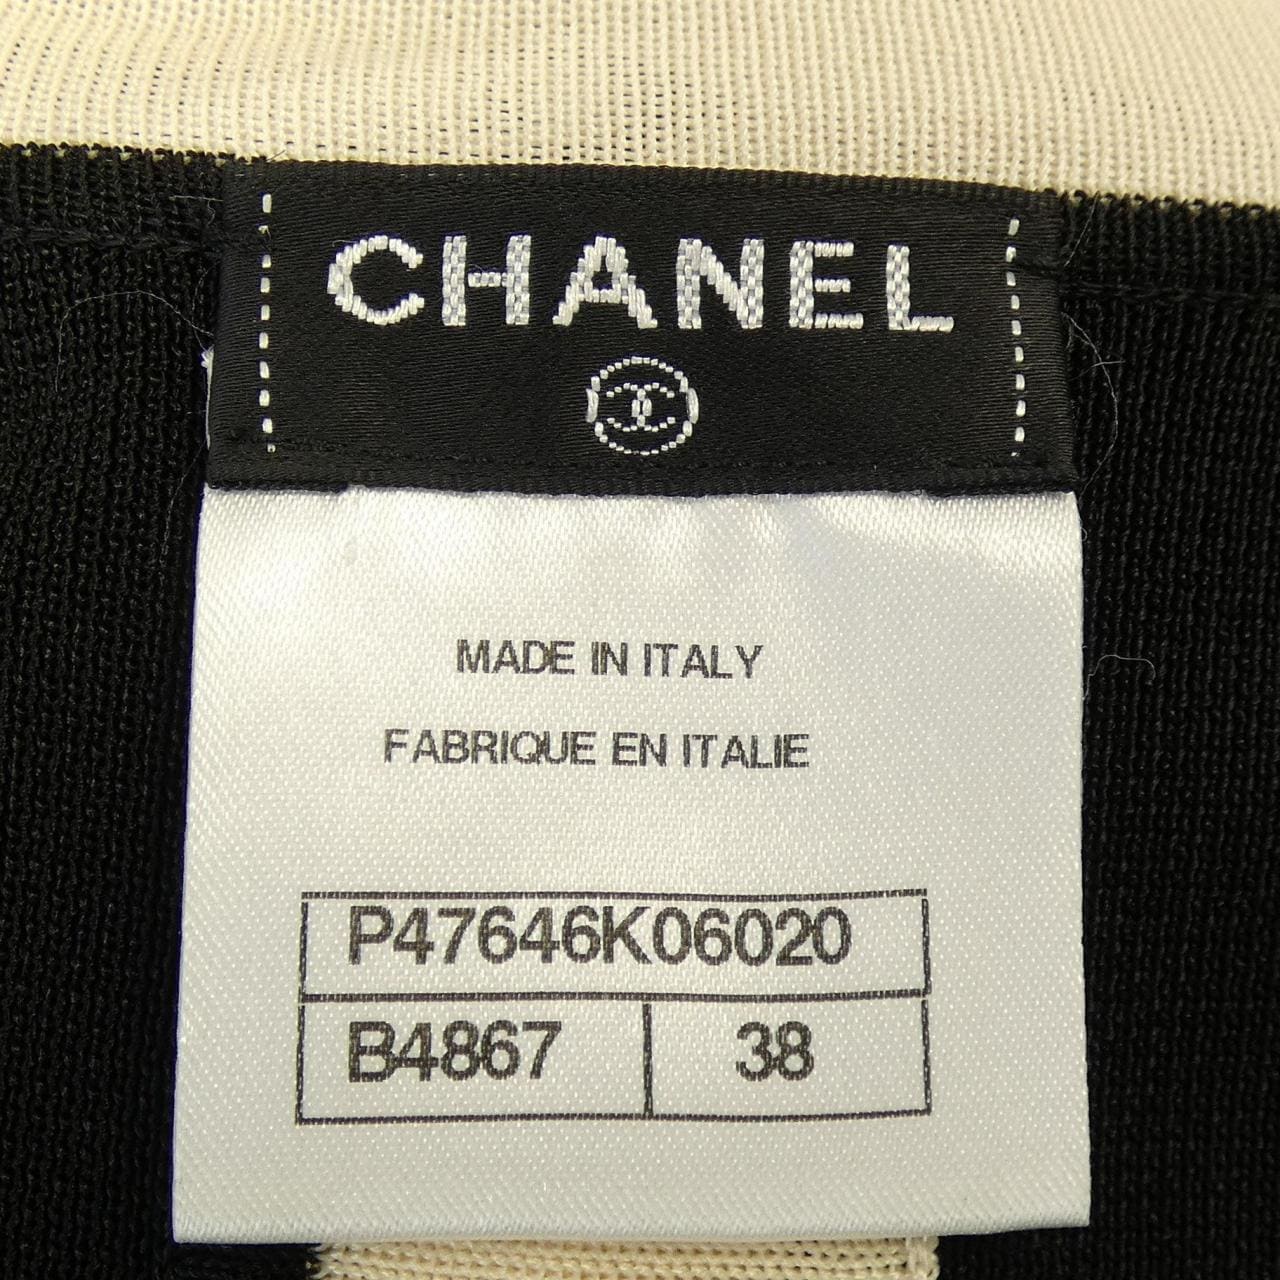 CHANEL
MADE IN ITALY
FABRIQUE EN ITALIE
P47646K06020
B4867 38